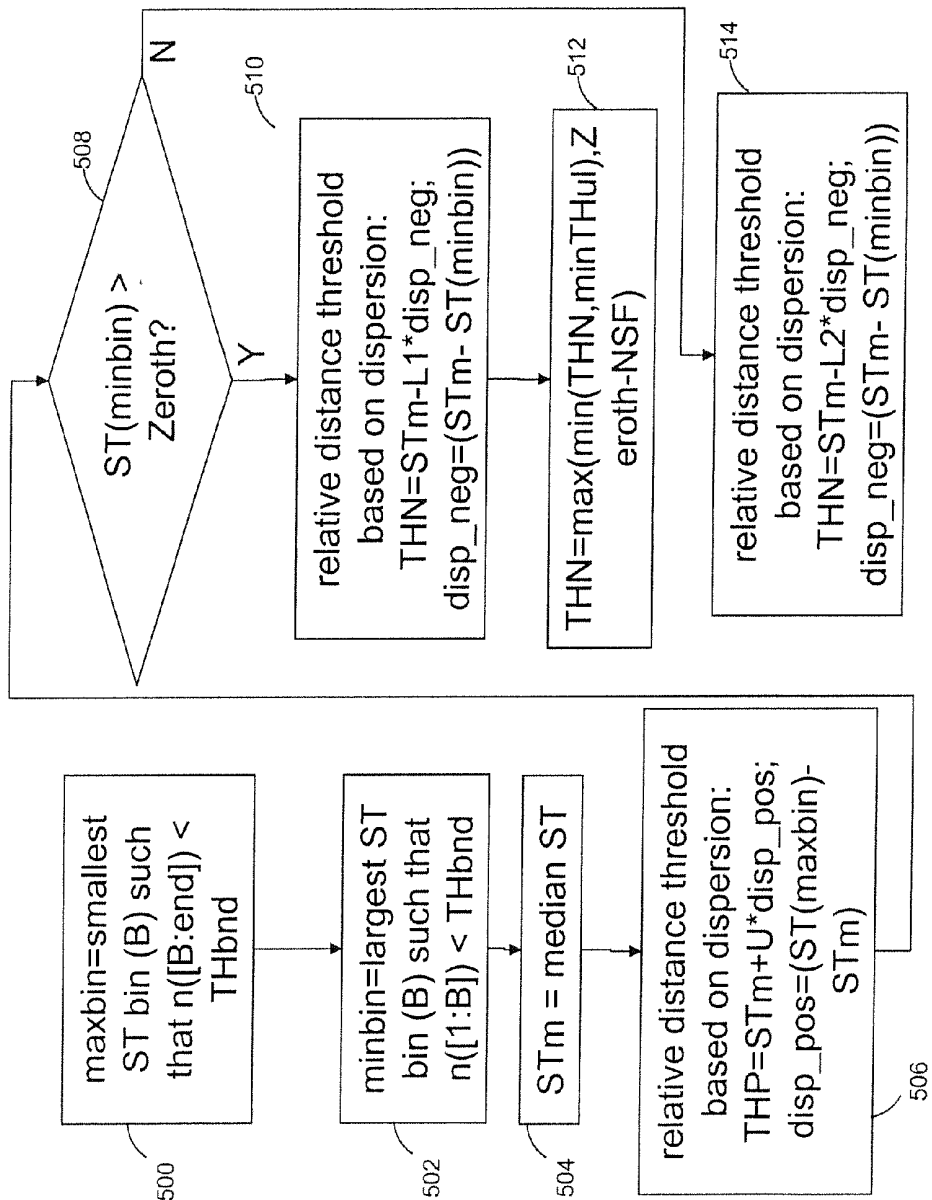 maxbin=smallest
ST bin (B) such
that n([B:end]) <
THbnd
500
minbin=largest ST
bin (B) such that
n([1:B]) < THbnd
502
STm = median ST
504
relative distance threshold
based on dispersion:
THP=STm+U*disp_pos;
disp_pos=(ST(maxbin)-
STm)
506
ST(minbin) >
Zeroth?
508
N
Y
510
relative distance threshold
based on dispersion:
THN=STm-L1*disp_neg;
disp_neg=(STm- ST(minbin))
512
THN=max(min(THN,minTHul),Z
eroth-NSF)
514
relative distance threshold
based on dispersion:
THN=STm-L2*disp_neg;
disp_neg=(STm- ST(minbin))